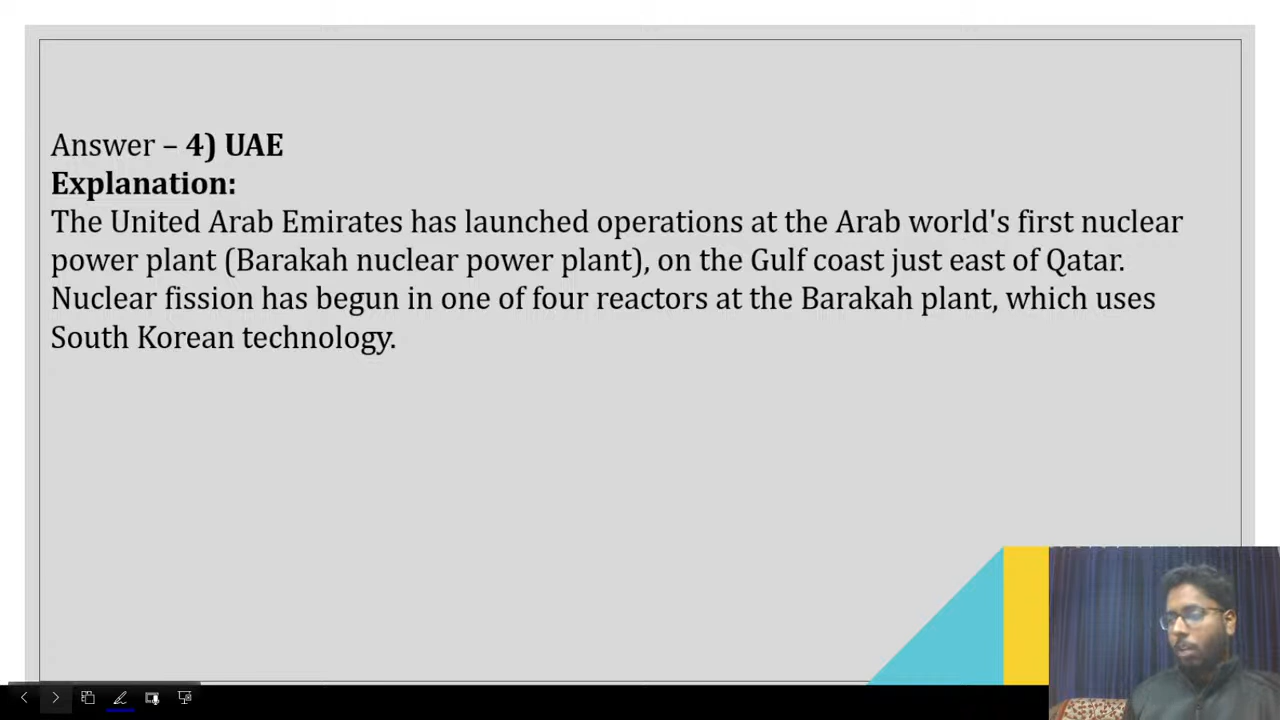 Answer – 4) UAE
Explanation:
The United Arab Emirates has launched operations at the Arab world's first nuclear
power plant (Barakah nuclear power plant), on the Gulf coast just east of Qatar.
Nuclear fission has begun in one of four reactors at the Barakah plant, which uses
South Korean technology.